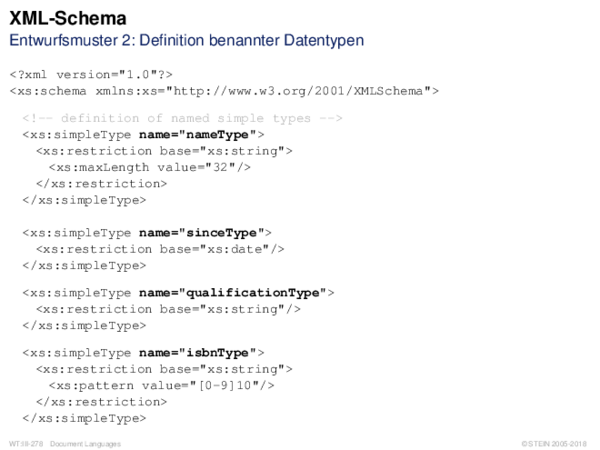 XML-Schema
Entwurfsmuster 2: Definition benannter Datentypen
<?xml version="1.0"?>
<xs:schema xmlns:xs="http://www.w3.org/2001/XMLSchema">
<!-- definition of named simple types -->
<xs:simpleType name="nameType">
<xs:restriction base="xs:string">
<xs:maxLength value="32"/>
</xs:restriction>
</xs:simpleType>
<xs:simpleType name="sinceType">
<xs:restriction base="xs:date"/>
</xs:simpleType>
<xs:simpleType name="qualificationType">
<xs:restriction base="xs:string"/>
</xs:simpleType>
<xs:simpleType name="isbnType">
<xs:restriction base="xs:string">
<xs:pattern value="[0-9]10"/>
</xs:restriction>
</xs:simpleType>
WT:III-278 Document Languages
© STEIN 2005-2018